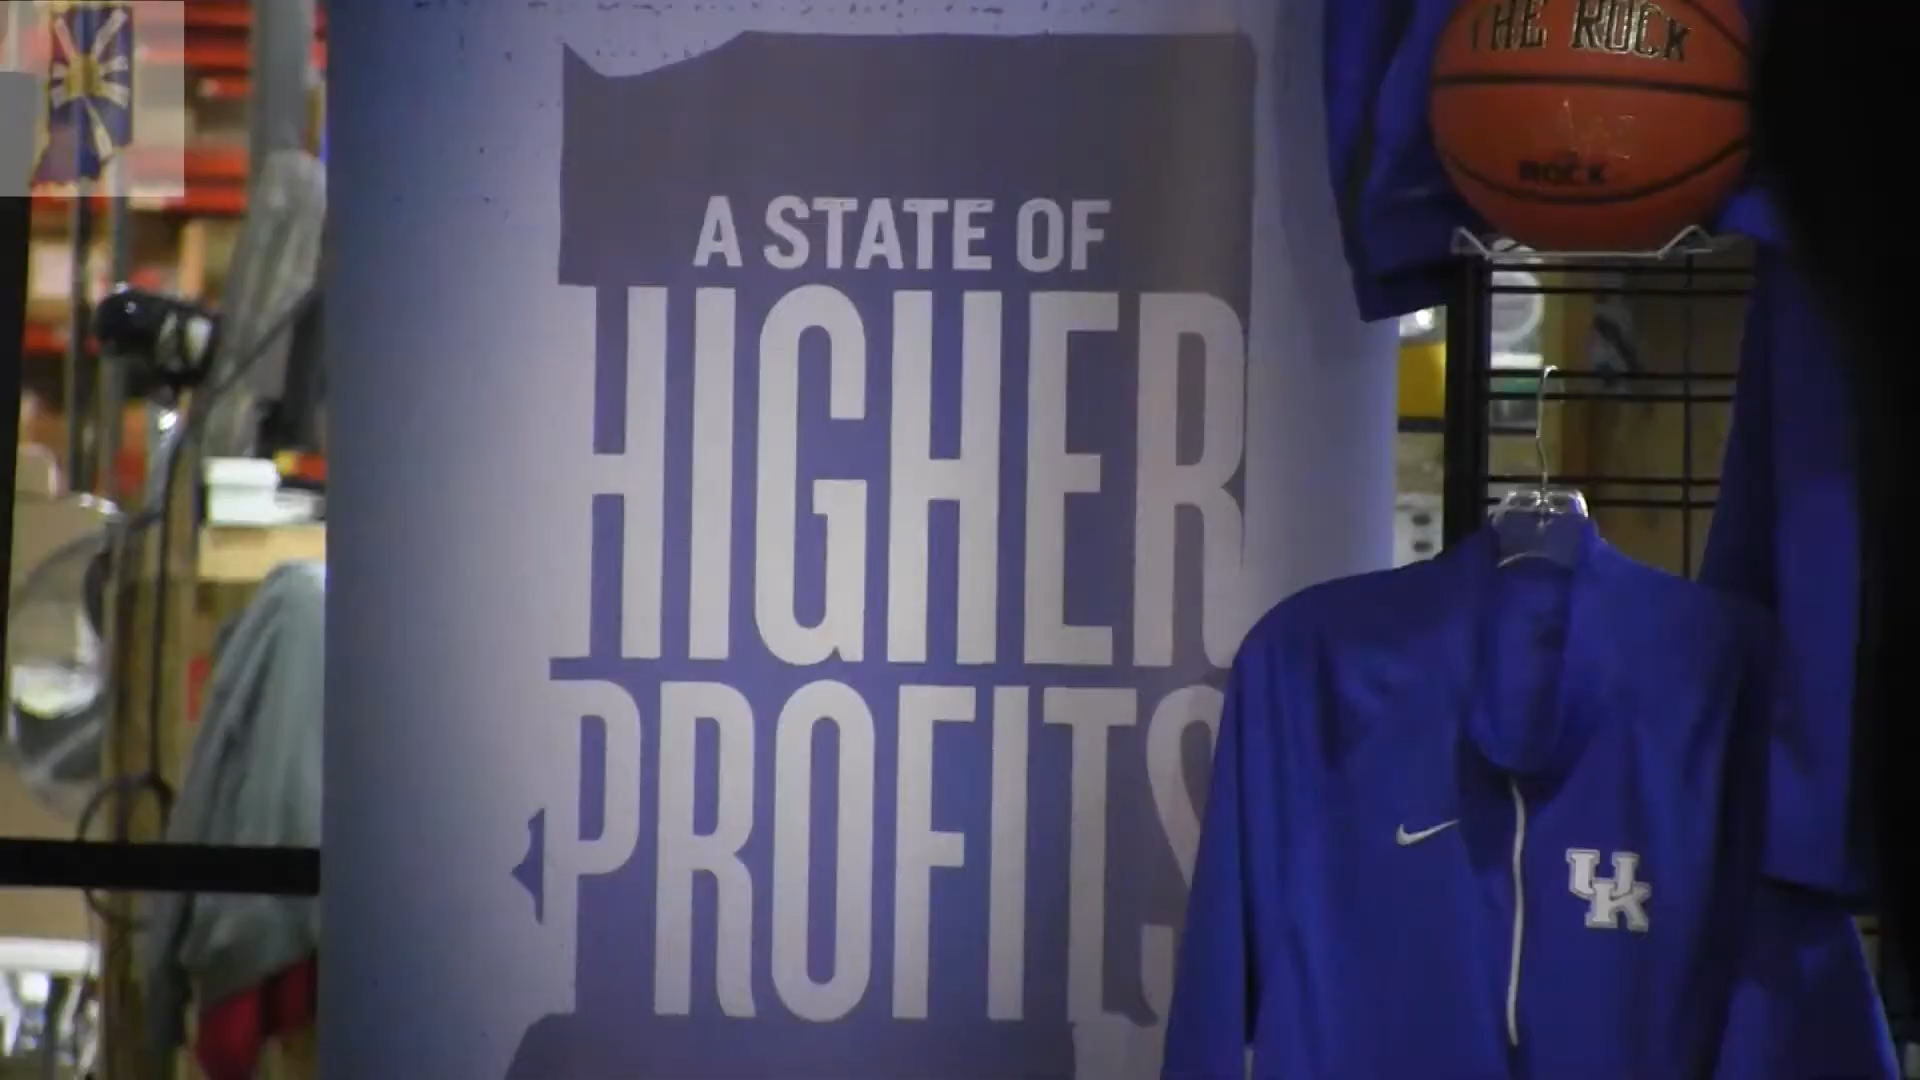 A STATE OF
HIGHER
PROFITS
THE ROCK
ROCK
UK